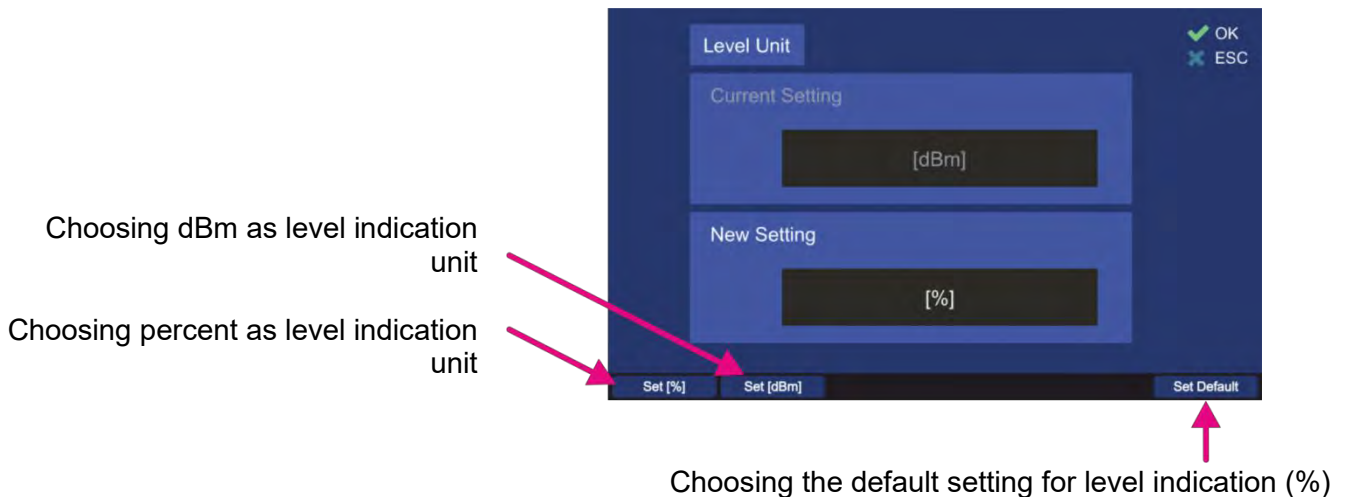 Level Unit
OK
ESC
Current Setting
[dBm]
Choosing dBm as level indication
unit
New Setting
[%]
Choosing percent as level indication
unit
Set [%]
Set [dBm]
Set Default
Choosing the default setting for level indication (%)